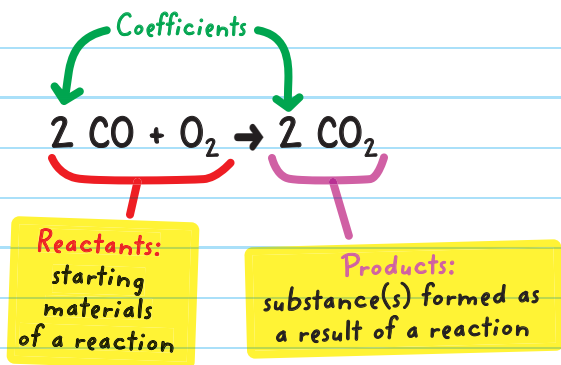 Coefficients
2 CO + O₂ → 2 CO₂
Reactants:
starting
materials
of a reaction
Products:
substance(s) formed as
a result of a reaction